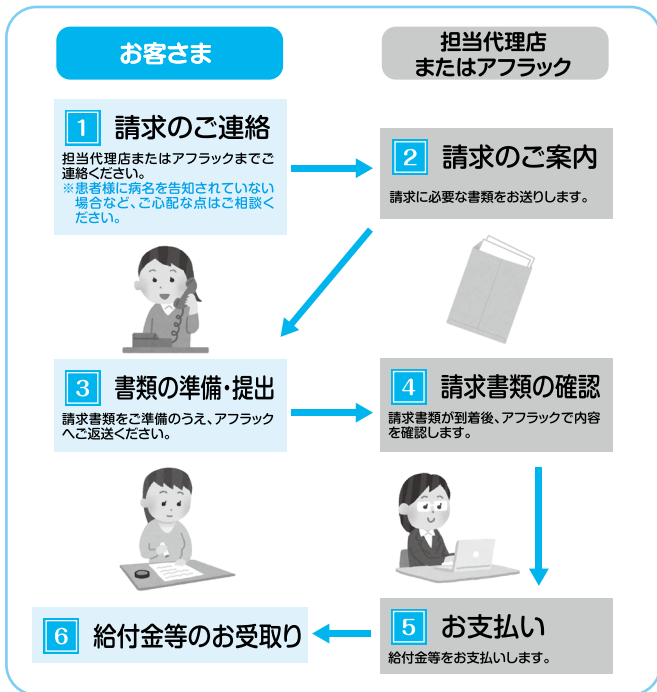 お客さま
担当代理店
またはアフラック
1 請求のご連絡
担当代理店またはアフラックまでご
連絡ください。
※患者様に病名を告知されていない
場合など、ご心配な点はご相談く
ださい。
2 請求のご案内
請求に必要な書類をお送りします。
3 書類の準備・提出
請求書類をご準備のうえ、アフラック
へご返送ください。
4 請求書類の確認
請求書類が到着後、アフラックで内容
を確認します。
5 お支払い
給付金等をお支払いします。
6 給付金等のお受取り